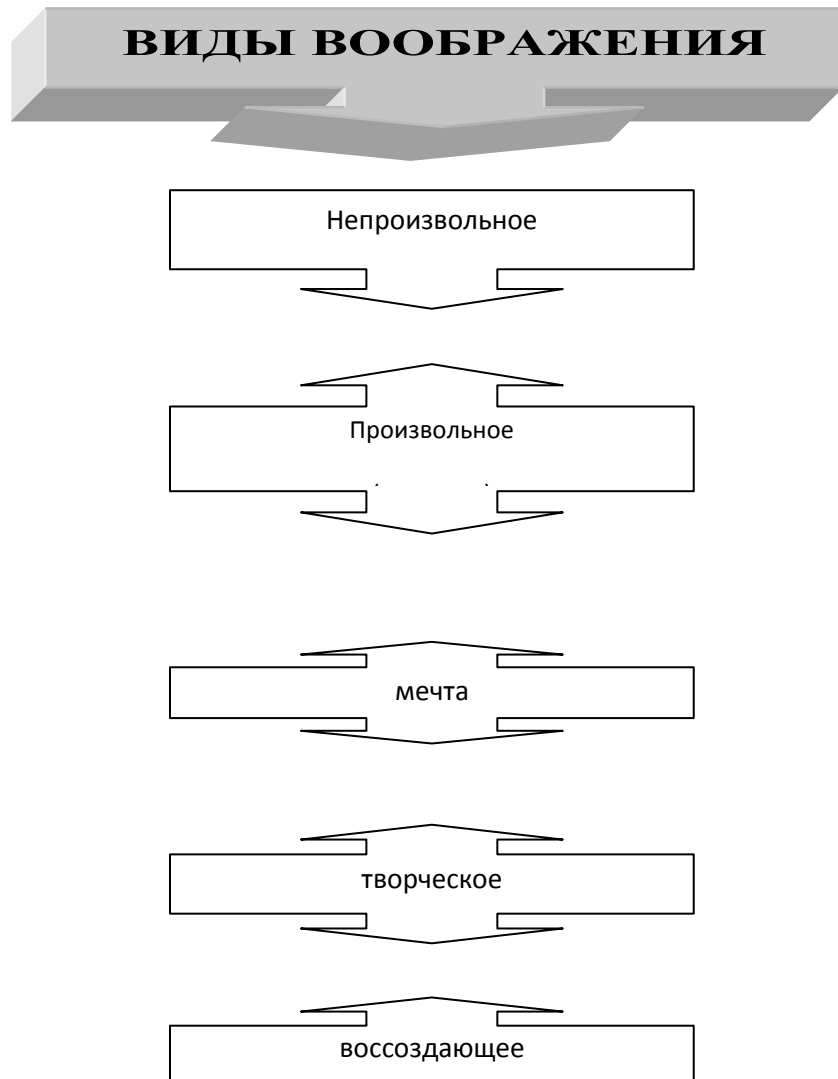 ВИДЫ ВООБРАЖЕНИЯ
Непроизвольное
Произвольное
мечта
творческое
воссоздающее